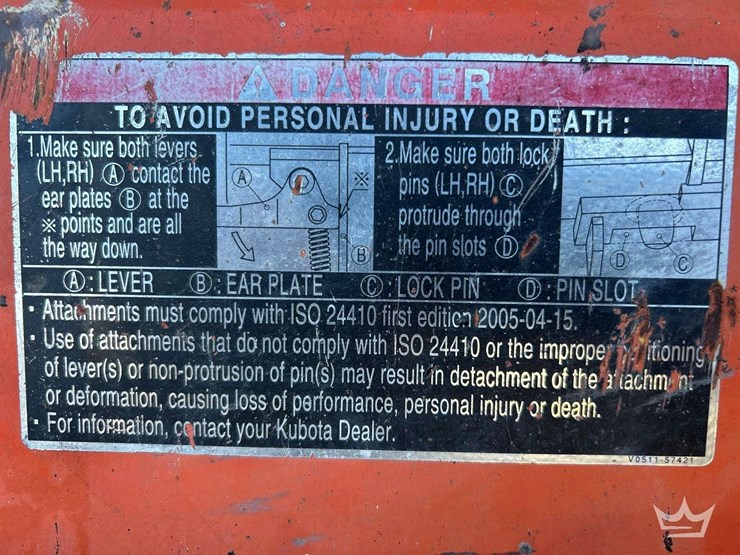 DANGER
TO AVOID PERSONAL INJURY OR DEATH :
1.Make sure both levers
(LH,RH) Ⓐ contact the
ear plates Ⓑ at the
※ points and are all
the way down.
Ⓐ
※
Ⓑ
2.Make sure both lock
pins (LH,RH) Ⓒ
protrude through
the pin slots Ⓓ
Ⓓ
Ⓒ
Ⓐ : LEVER Ⓑ : EAR PLATE Ⓒ : LOCK PIN Ⓓ : PIN SLOT
· Attachments must comply with ISO 24410 first edition 2005-04-15.
· Use of attachments that do not comply with ISO 24410 or the improper
of lever(s) or non-protrusion of pin(s) may result in detachment of the attachment
or deformation, causing loss of performance, personal injury or death.
· For information, contact your Kubota Dealer.
V0511-57421